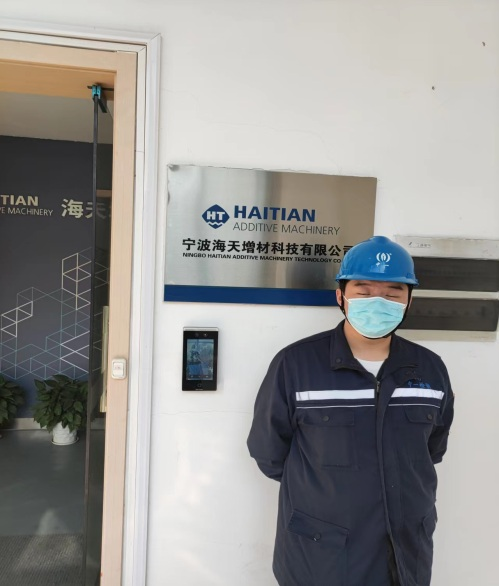 TIAN
E MACHINERY
海天
HT
HAITIAN
ADDITIVE MACHINERY
宁波海天增材科技有限公司
NINGBO HAITIAN ADDITIVE MACHINERY TECHNOLOGY CO